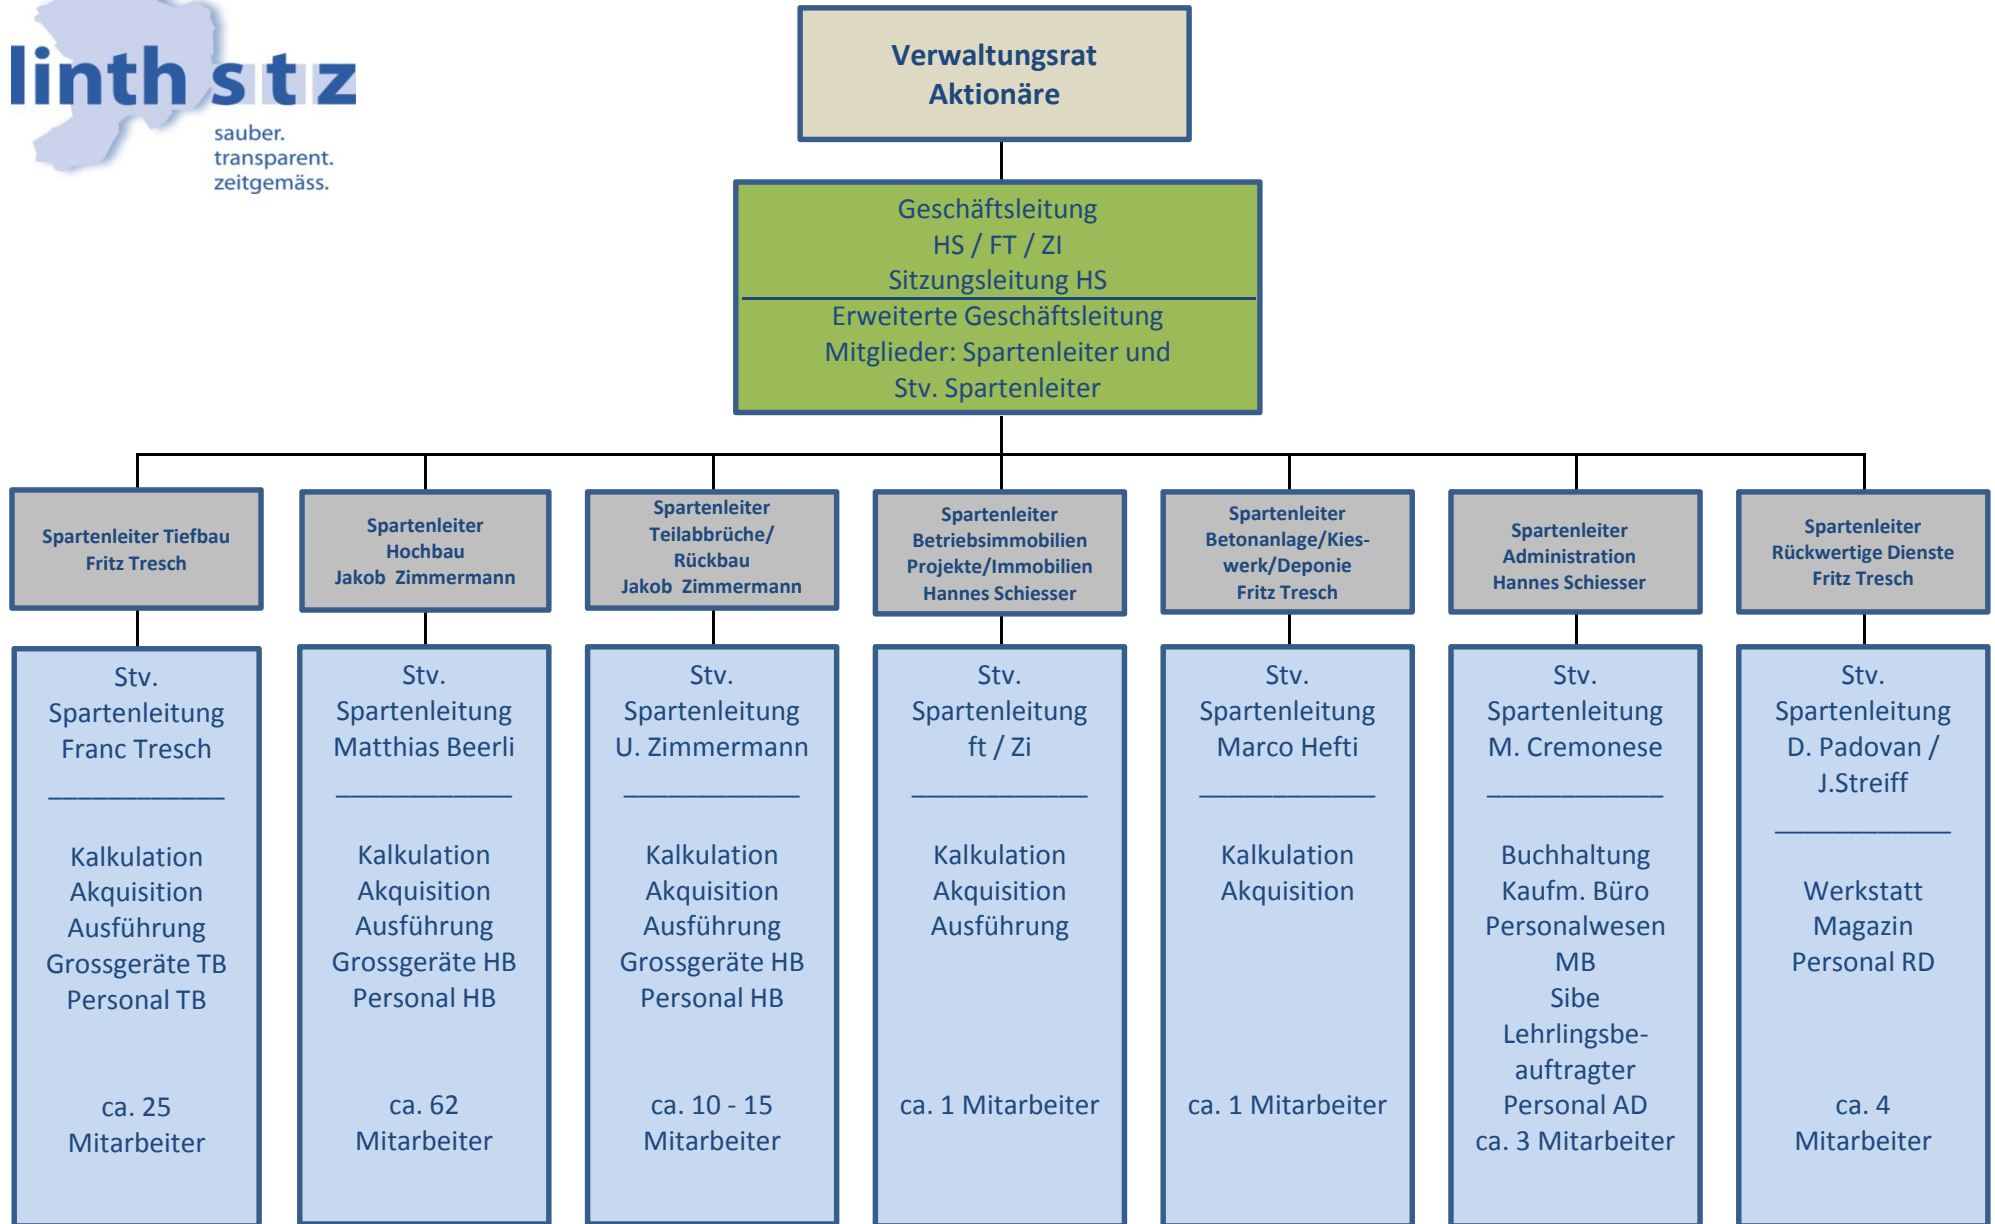 linth stz
sauber.
transparent.
zeitgemäss.
Verwaltungsrat
Aktionäre
Geschäftsleitung
HS / FT / ZI
Sitzungsleitung HS
Erweiterte Geschäftsleitung
Mitglieder: Spartenleiter und
Stv. Spartenleiter
Spartenleiter Tiefbau
Fritz Tresch
Spartenleiter
Hochbau
Jakob Zimmermann
Spartenleiter
Teilabbrüche/
Rückbau
Jakob Zimmermann
Spartenleiter
Betriebsimmobilien
Projekte/Immobilien
Hannes Schiesser
Spartenleiter
Betonanlage/Kies-
werk/Deponie
Fritz Tresch
Spartenleiter
Administration
Hannes Schiesser
Spartenleiter
Rückwertige Dienste
Fritz Tresch
Stv.
Spartenleitung
Franc Tresch
Kalkulation
Akquisition
Ausführung
Grossgeräte TB
Personal TB
ca. 25
Mitarbeiter
Stv.
Spartenleitung
Matthias Beerli
Kalkulation
Akquisition
Ausführung
Grossgeräte HB
Personal HB
ca. 62
Mitarbeiter
Stv.
Spartenleitung
U. Zimmermann
Kalkulation
Akquisition
Ausführung
Grossgeräte HB
Personal HB
ca. 10 - 15
Mitarbeiter
Stv.
Spartenleitung
ft / Zi
Kalkulation
Akquisition
Ausführung
ca. 1 Mitarbeiter
Stv.
Spartenleitung
Marco Hefti
Kalkulation
Akquisition
ca. 1 Mitarbeiter
Stv.
Spartenleitung
M. Cremonese
Buchhaltung
Kaufm. Büro
Personalwesen
MB
Sibe
Lehrlingsbe-
auftragter
Personal AD
ca. 3 Mitarbeiter
Stv.
Spartenleitung
D. Padovan /
J.Streiff
Werkstatt
Magazin
Personal RD
ca. 4
Mitarbeiter